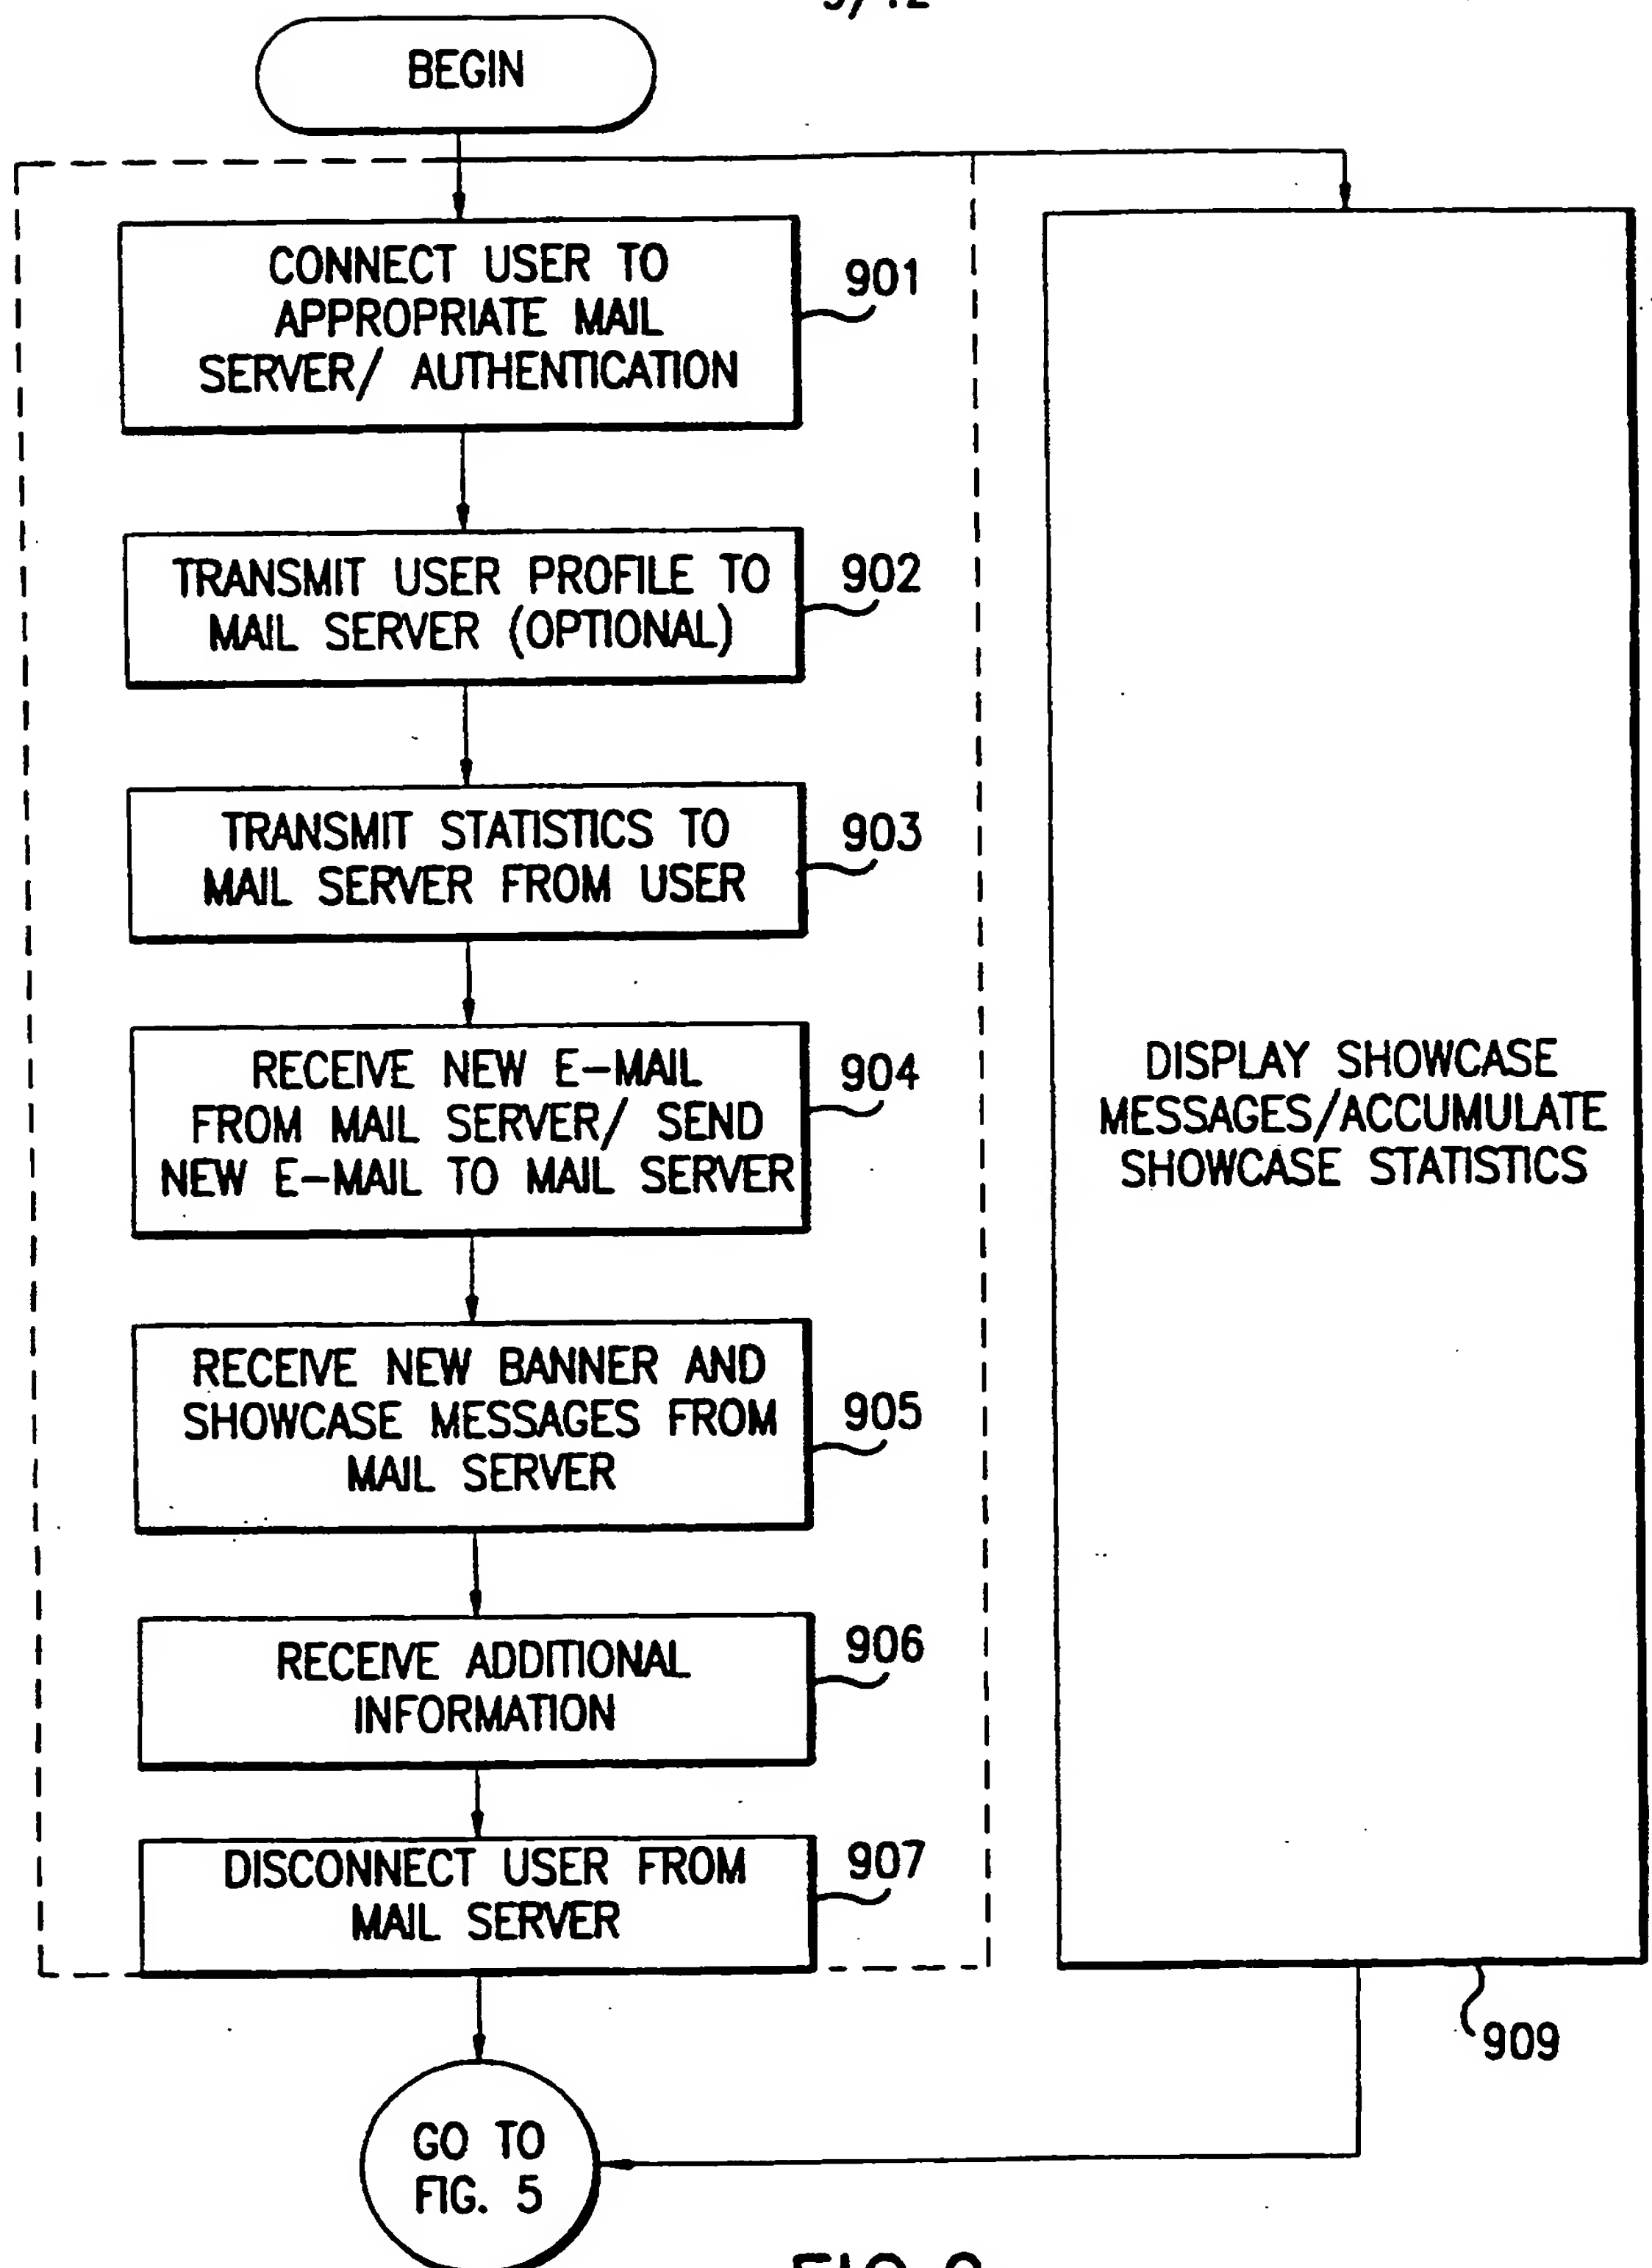 BEGIN
CONNECT USER TO
APPROPRIATE MAIL
SERVER/ AUTHENTICATION
901
TRANSMIT USER PROFILE TO
MAIL SERVER (OPTIONAL)
902
TRANSMIT STATISTICS TO
MAIL SERVER FROM USER
903
RECEIVE NEW E-MAIL
FROM MAIL SERVER/ SEND
NEW E-MAIL TO MAIL SERVER
904
RECEIVE NEW BANNER AND
SHOWCASE MESSAGES FROM
MAIL SERVER
905
RECEIVE ADDITIONAL
INFORMATION
906
DISCONNECT USER FROM
MAIL SERVER
907
DISPLAY SHOWCASE
MESSAGES/ACCUMULATE
SHOWCASE STATISTICS
909
GO TO
FIG. 5